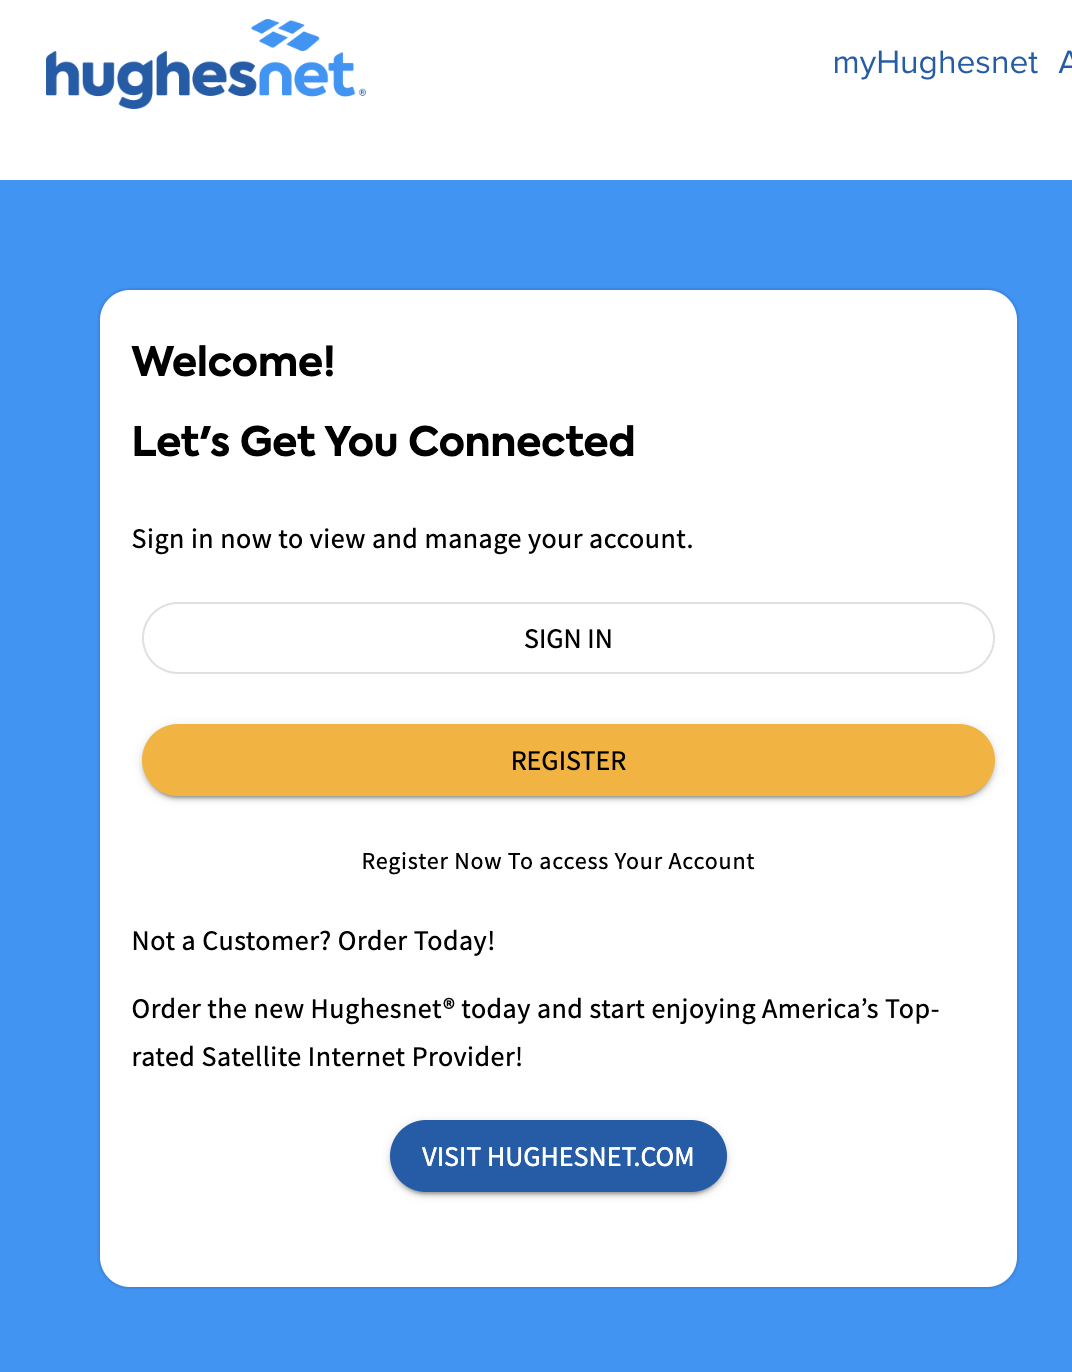 hughesnet®
myHughesnet A
Welcome!
Let's Get You Connected
Sign in now to view and manage your account.
SIGN IN
REGISTER
Register Now To access Your Account
Not a Customer? Order Today!
Order the new Hughesnet® today and start enjoying America’s Top-
rated Satellite Internet Provider!
VISIT HUGHESNET.COM